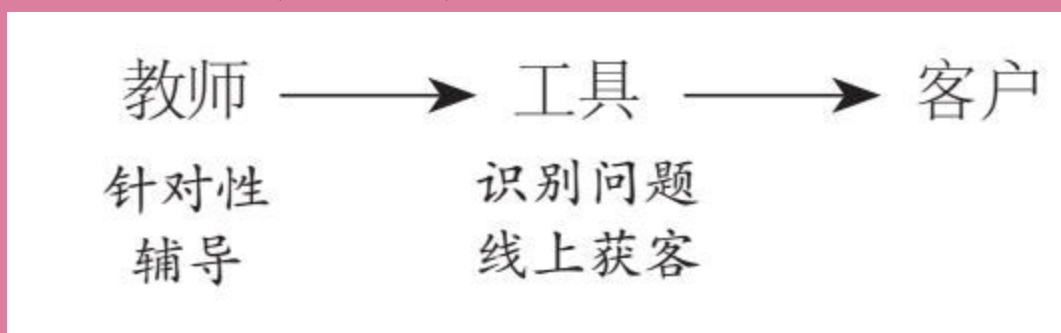 教师 → 工具 → 客户
针对性 识别问题
辅导 线上获客